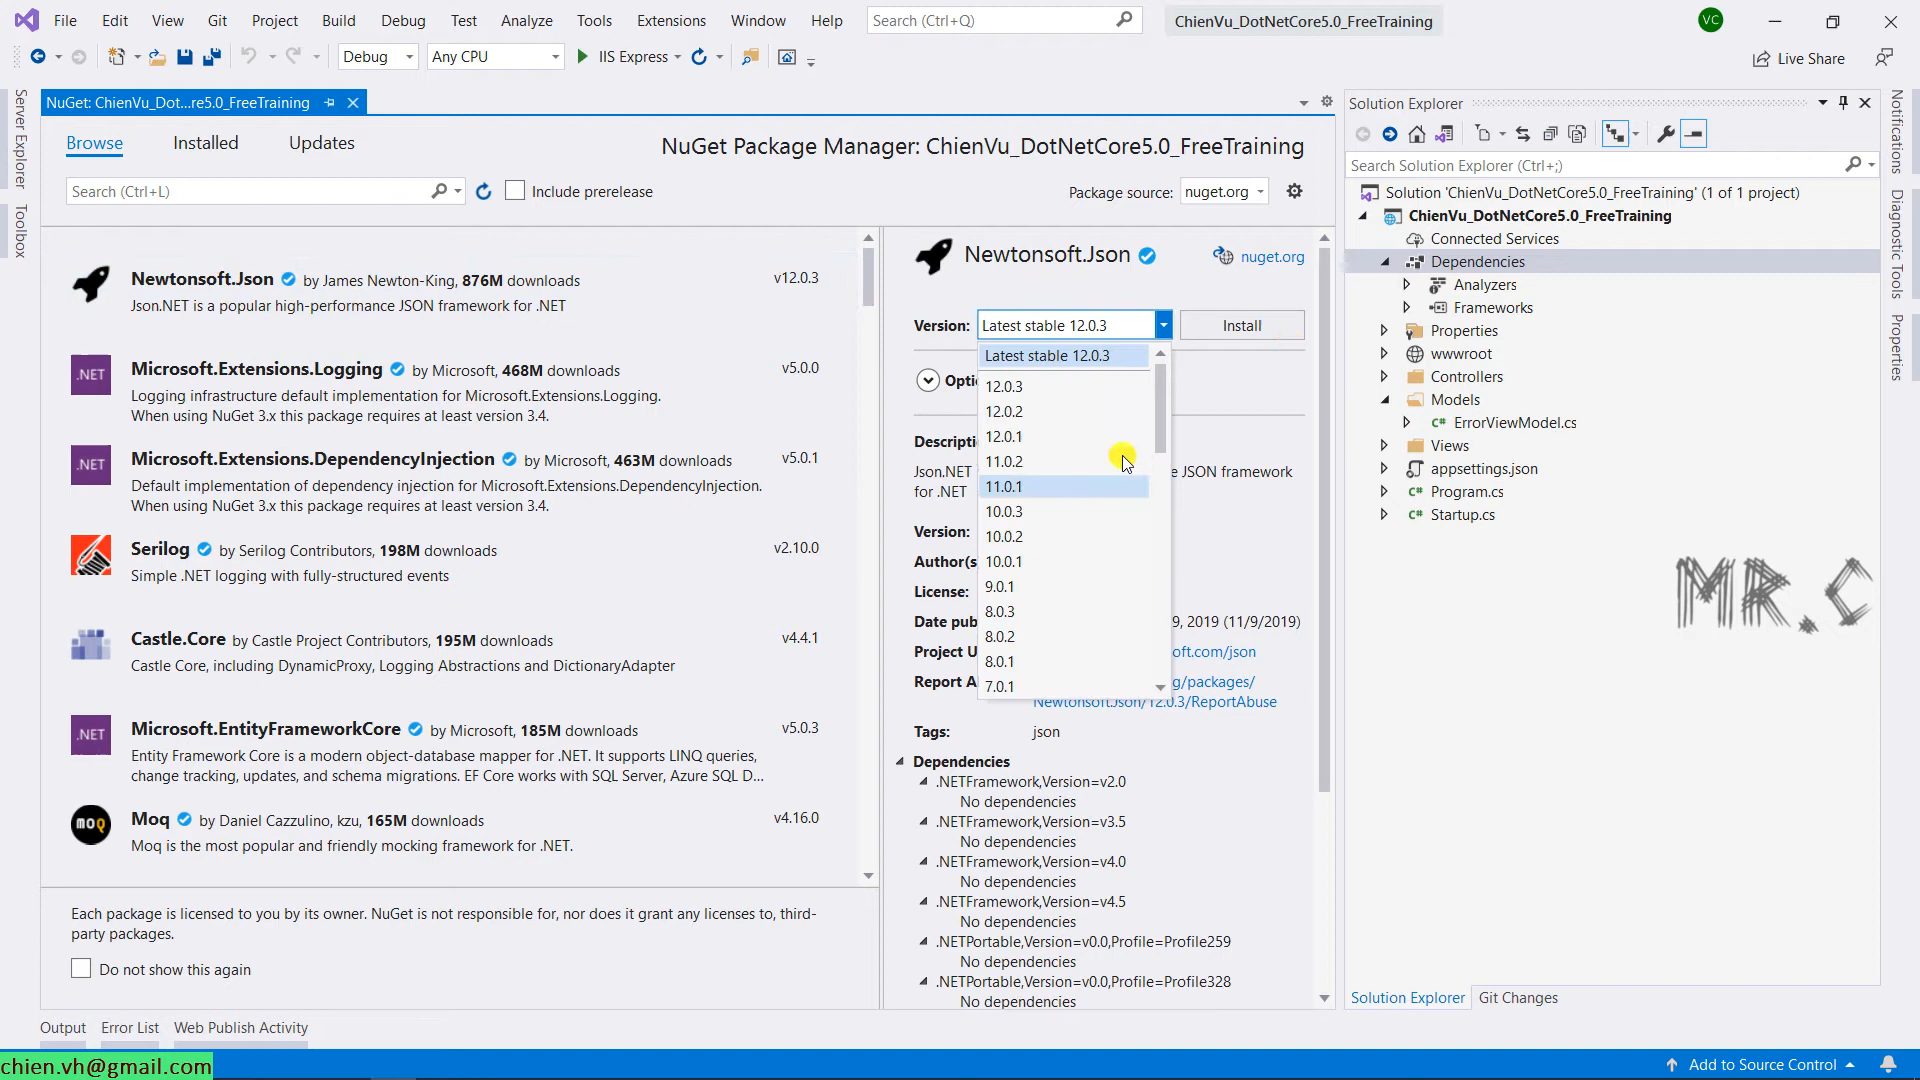 File Edit View Git Project Build Debug Test Analyze Tools Extensions Window Help Search (Ctrl+Q) ChienVu_DotNetCore5.0_FreeTraining VC
Debug Any CPU IIS Express Live Share
Server Explorer
Toolbox
NuGet: ChienVu_Dot...re5.0_FreeTraining
Browse Installed Updates NuGet Package Manager: ChienVu_DotNetCore5.0_FreeTraining
Search (Ctrl+L) Include prerelease Package source: nuget.org
Newtonsoft.Json by James Newton-King, 876M downloads v12.0.3
Json.NET is a popular high-performance JSON framework for .NET
.NET
Microsoft.Extensions.Logging by Microsoft, 468M downloads v5.0.0
Logging infrastructure default implementation for Microsoft.Extensions.Logging.
When using NuGet 3.x this package requires at least version 3.4.
.NET
Microsoft.Extensions.DependencyInjection by Microsoft, 463M downloads v5.0.1
Default implementation of dependency injection for Microsoft.Extensions.DependencyInjection.
When using NuGet 3.x this package requires at least version 3.4.
Serilog by Serilog Contributors, 198M downloads v2.10.0
Simple .NET logging with fully-structured events
Castle.Core by Castle Project Contributors, 195M downloads v4.4.1
Castle Core, including DynamicProxy, Logging Abstractions and DictionaryAdapter
.NET
Microsoft.EntityFrameworkCore by Microsoft, 185M downloads v5.0.3
Entity Framework Core is a modern object-database mapper for .NET. It supports LINQ queries,
change tracking, updates, and schema migrations. EF Core works with SQL Server, Azure SQL D...
MOQ
Moq by Daniel Cazzulino, kzu, 165M downloads v4.16.0
Moq is the most popular and friendly mocking framework for .NET.
Each package is licensed to you by its owner. NuGet is not responsible for, nor does it grant any licenses to, third-
party packages.
Do not show this again
Newtonsoft.Json nuget.org
Version: Latest stable 12.0.3 Install
Latest stable 12.0.3
12.0.3
12.0.2
12.0.1
11.0.2
11.0.1
10.0.3
10.0.2
10.0.1
9.0.1
8.0.3
8.0.2
8.0.1
7.0.1
Opti
Descripti
Json.NET JSON framework
for .NET
Version:
Author(s
License:
Date pub 9, 2019 (11/9/2019)
Project U soft.com/json
Report A g/packages/
Newtonsoft.Json/12.0.3/ReportAbuse
Tags: json
Dependencies
.NETFramework,Version=v2.0
No dependencies
.NETFramework,Version=v3.5
No dependencies
.NETFramework,Version=v4.0
No dependencies
.NETFramework,Version=v4.5
No dependencies
.NETPortable,Version=v0.0,Profile=Profile259
No dependencies
.NETPortable,Version=v0.0,Profile=Profile328
No dependencies
Solution Explorer
Search Solution Explorer (Ctrl+;)
Solution 'ChienVu_DotNetCore5.0_FreeTraining' (1 of 1 project)
ChienVu_DotNetCore5.0_FreeTraining
Connected Services
Dependencies
Analyzers
Frameworks
Properties
wwwroot
Controllers
Models
C# ErrorViewModel.cs
Views
appsettings.json
C# Program.cs
C# Startup.cs
MR.C
Solution Explorer Git Changes
Notifications
Diagnostic Tools
Properties
Output Error List Web Publish Activity
chien.vh@gmail.com Add to Source Control